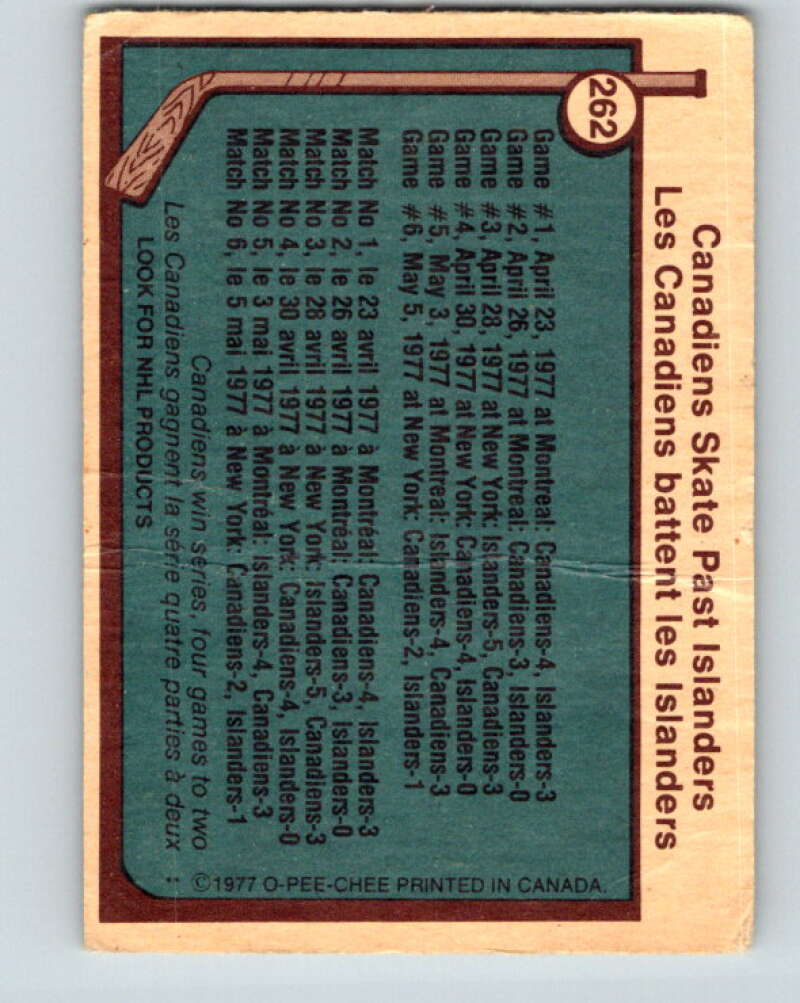 262
Canadiens Skate Past Islanders
Les Canadiens battent les Islanders
Game #1, April 23, 1977 at Montreal: Canadiens-4, Islanders-3
Game #2, April 26, 1977 at Montreal: Canadiens-3, Islanders-0
Game #3, April 28, 1977 at New York: Islanders-5, Canadiens-3
Game #4, April 30, 1977 at New York: Canadiens-4, Islanders-0
Game #5, May 3, 1977 at Montreal: Islanders-4, Canadiens-3
Game #6, May 5, 1977 at New York: Canadiens-2, Islanders-1
Match No 1, le 23 avril 1977 à Montréal: Canadiens-4, Islanders-3
Match No 2, le 26 avril 1977 à Montréal: Canadiens-3, Islanders-0
Match No 3, le 28 avril 1977 à New York: Islanders-5, Canadiens-3
Match No 4, le 30 avril 1977 à New York: Canadiens-4, Islanders-0
Match No 5, le 3 mai 1977 à Montréal: Islanders-4, Canadiens-3
Match No 6, le 5 mai 1977 à New York: Canadiens-2, Islanders-1
Canadiens win series, four games to two
Les Canadiens gagnent la série quatre parties à deux
LOOK FOR NHL PRODUCTS
©1977 O-PEE-CHEE PRINTED IN CANADA.